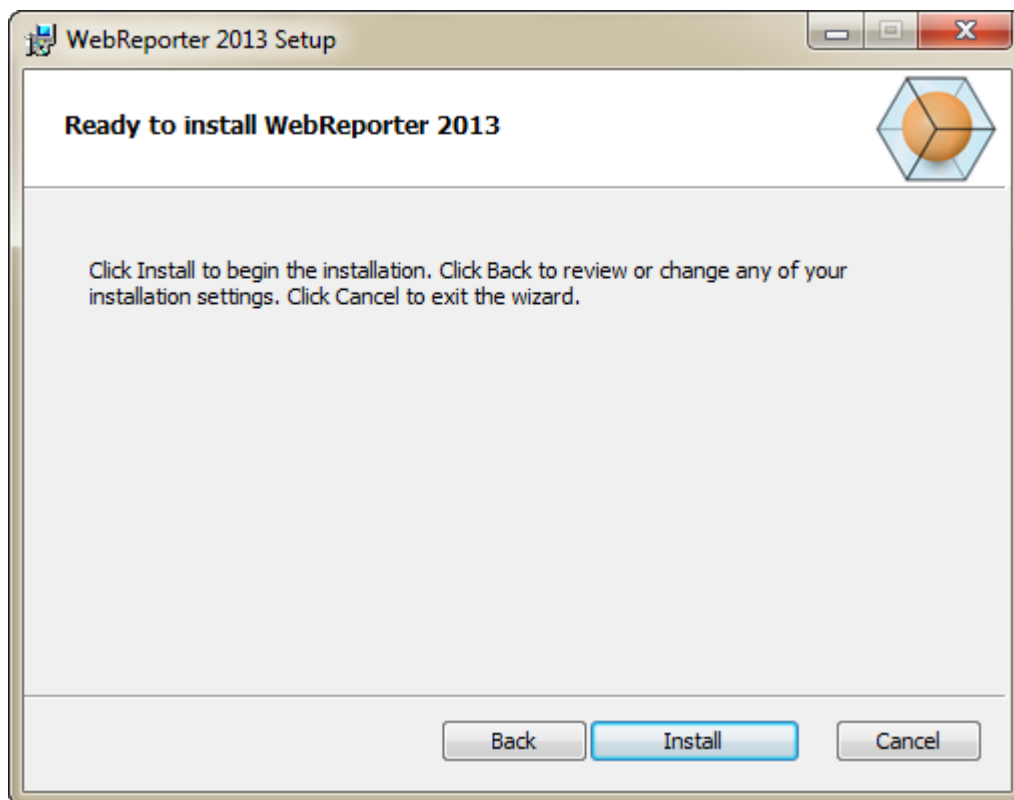 WebReporter 2013 Setup
Ready to install WebReporter 2013
Click Install to begin the installation. Click Back to review or change any of your
installation settings. Click Cancel to exit the wizard.
Back Install Cancel